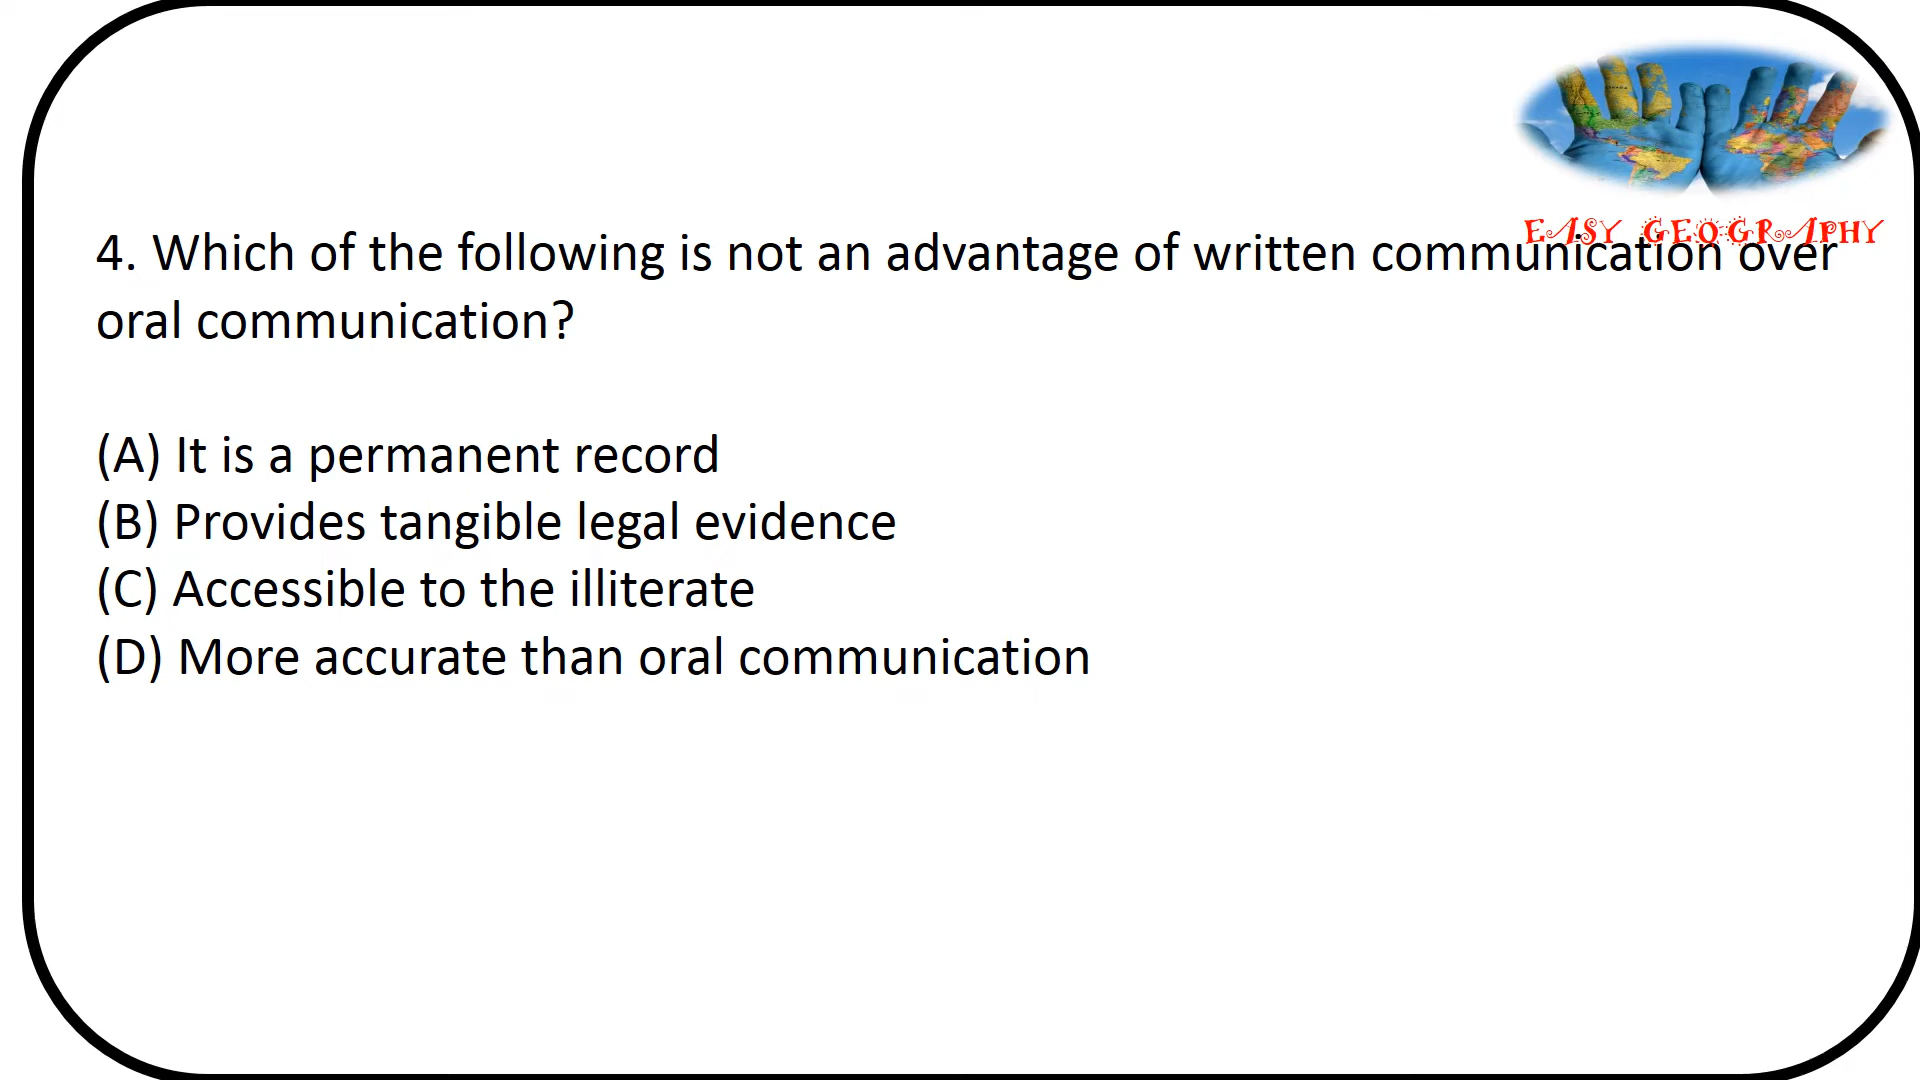 EASY GEOGRAPHY
4. Which of the following is not an advantage of written communication over
oral communication?
(A) It is a permanent record
(B) Provides tangible legal evidence
(C) Accessible to the illiterate
(D) More accurate than oral communication